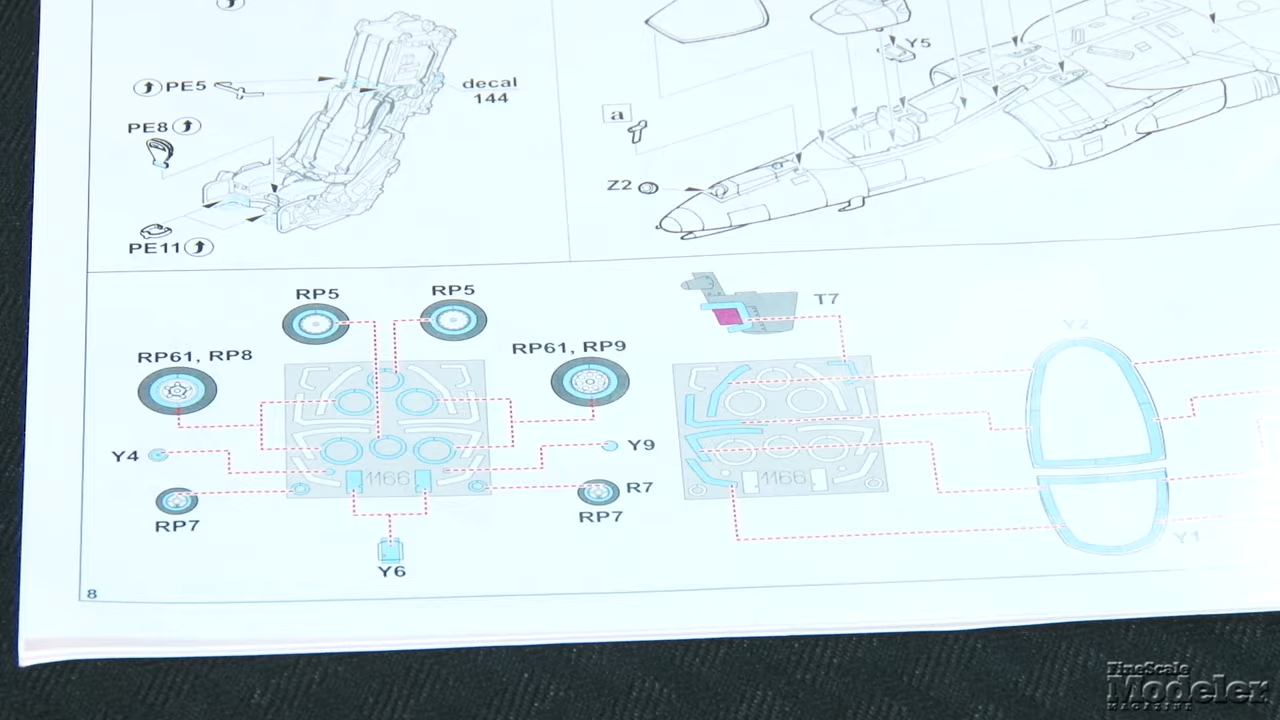 Y5
PE5
decal
144
a
PE8
Z2
PE11
RP5
RP5
T7
Y2
RP61, RP8
RP61, RP9
Y4
Y9
1166
1166
R7
RP7
RP7
Y1
Y6
8
FineScale
Modeler
MAGAZINE